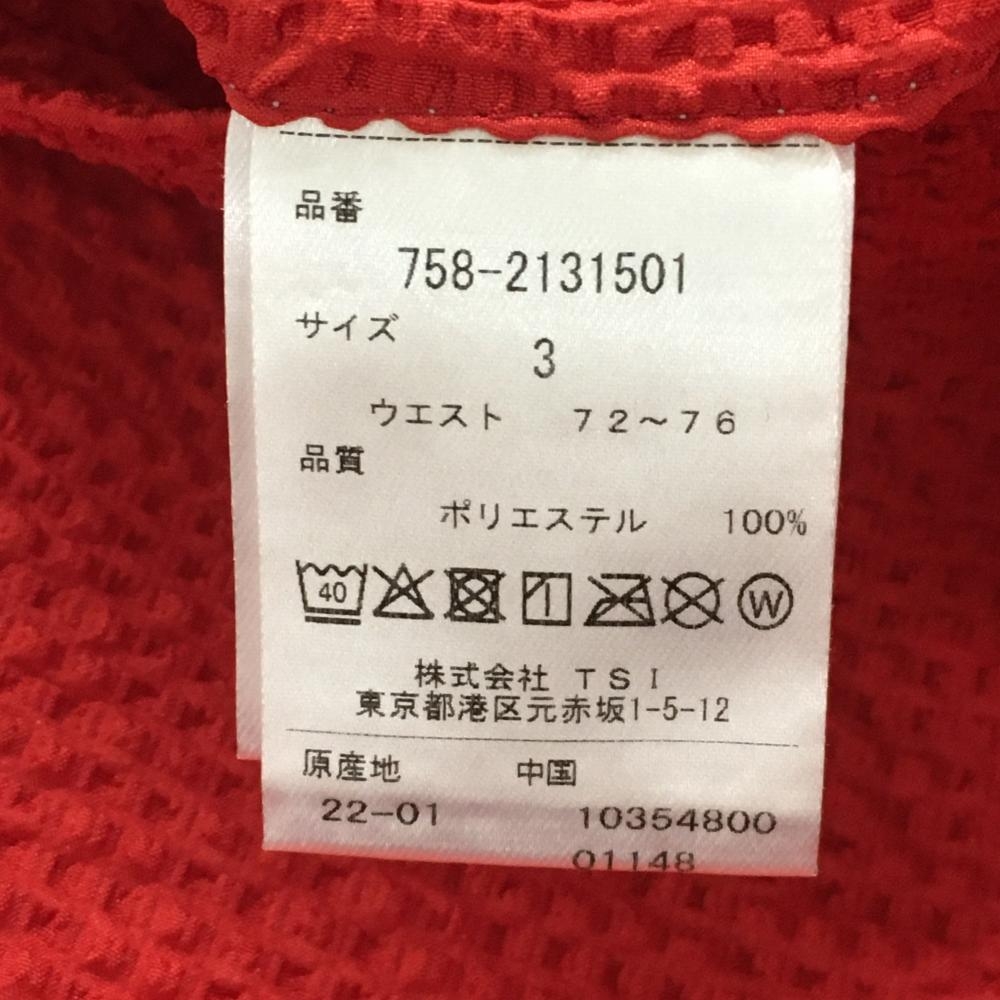 品番
758-2131501
サイズ
3
ウエスト　７２～７６
品質
ポリエステル　100%
40
W
株式会社 ＴＳＩ
東京都港区元赤坂1-5-12
原産地　中国
22-01　10354800
01148